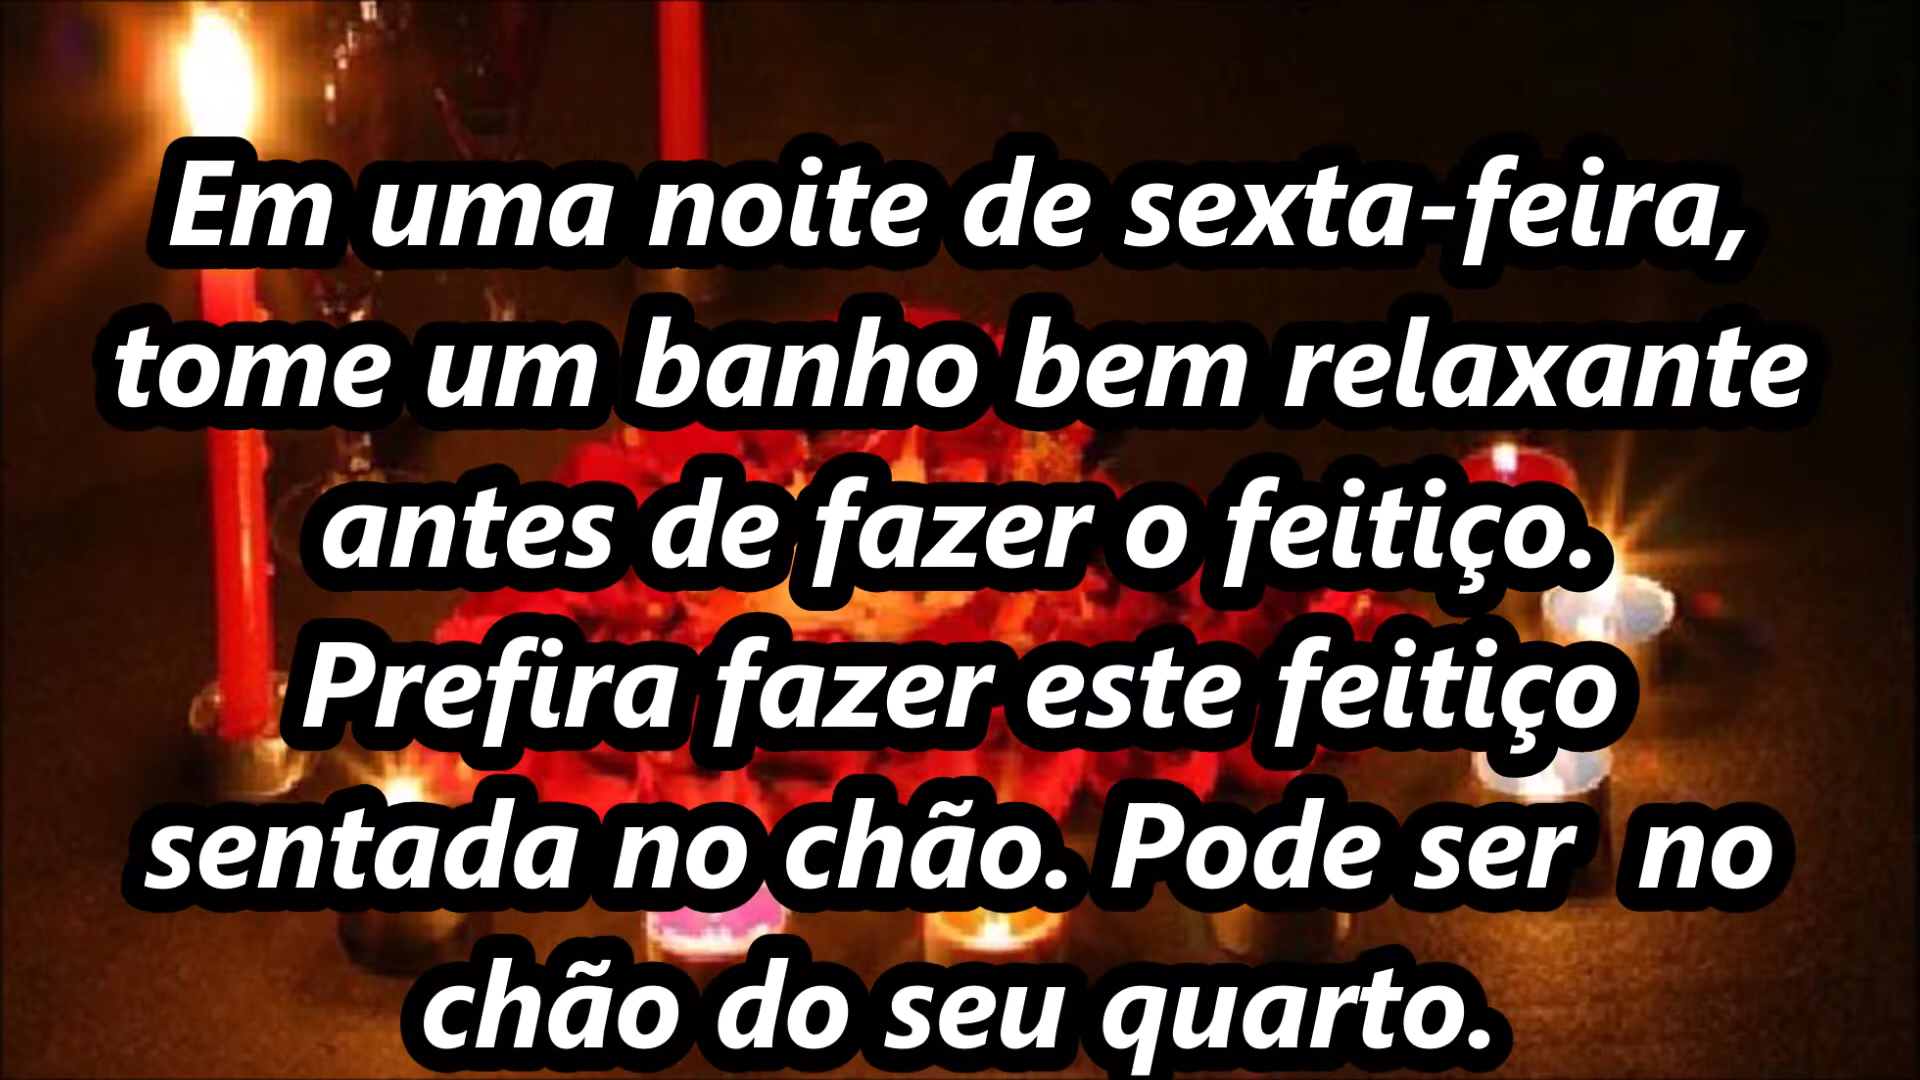 Em uma noite de sexta-feira,
tome um banho bem relaxante
antes de fazer o feitiço.
Prefira fazer este feitiço
sentada no chão. Pode ser  no
chão do seu quarto.